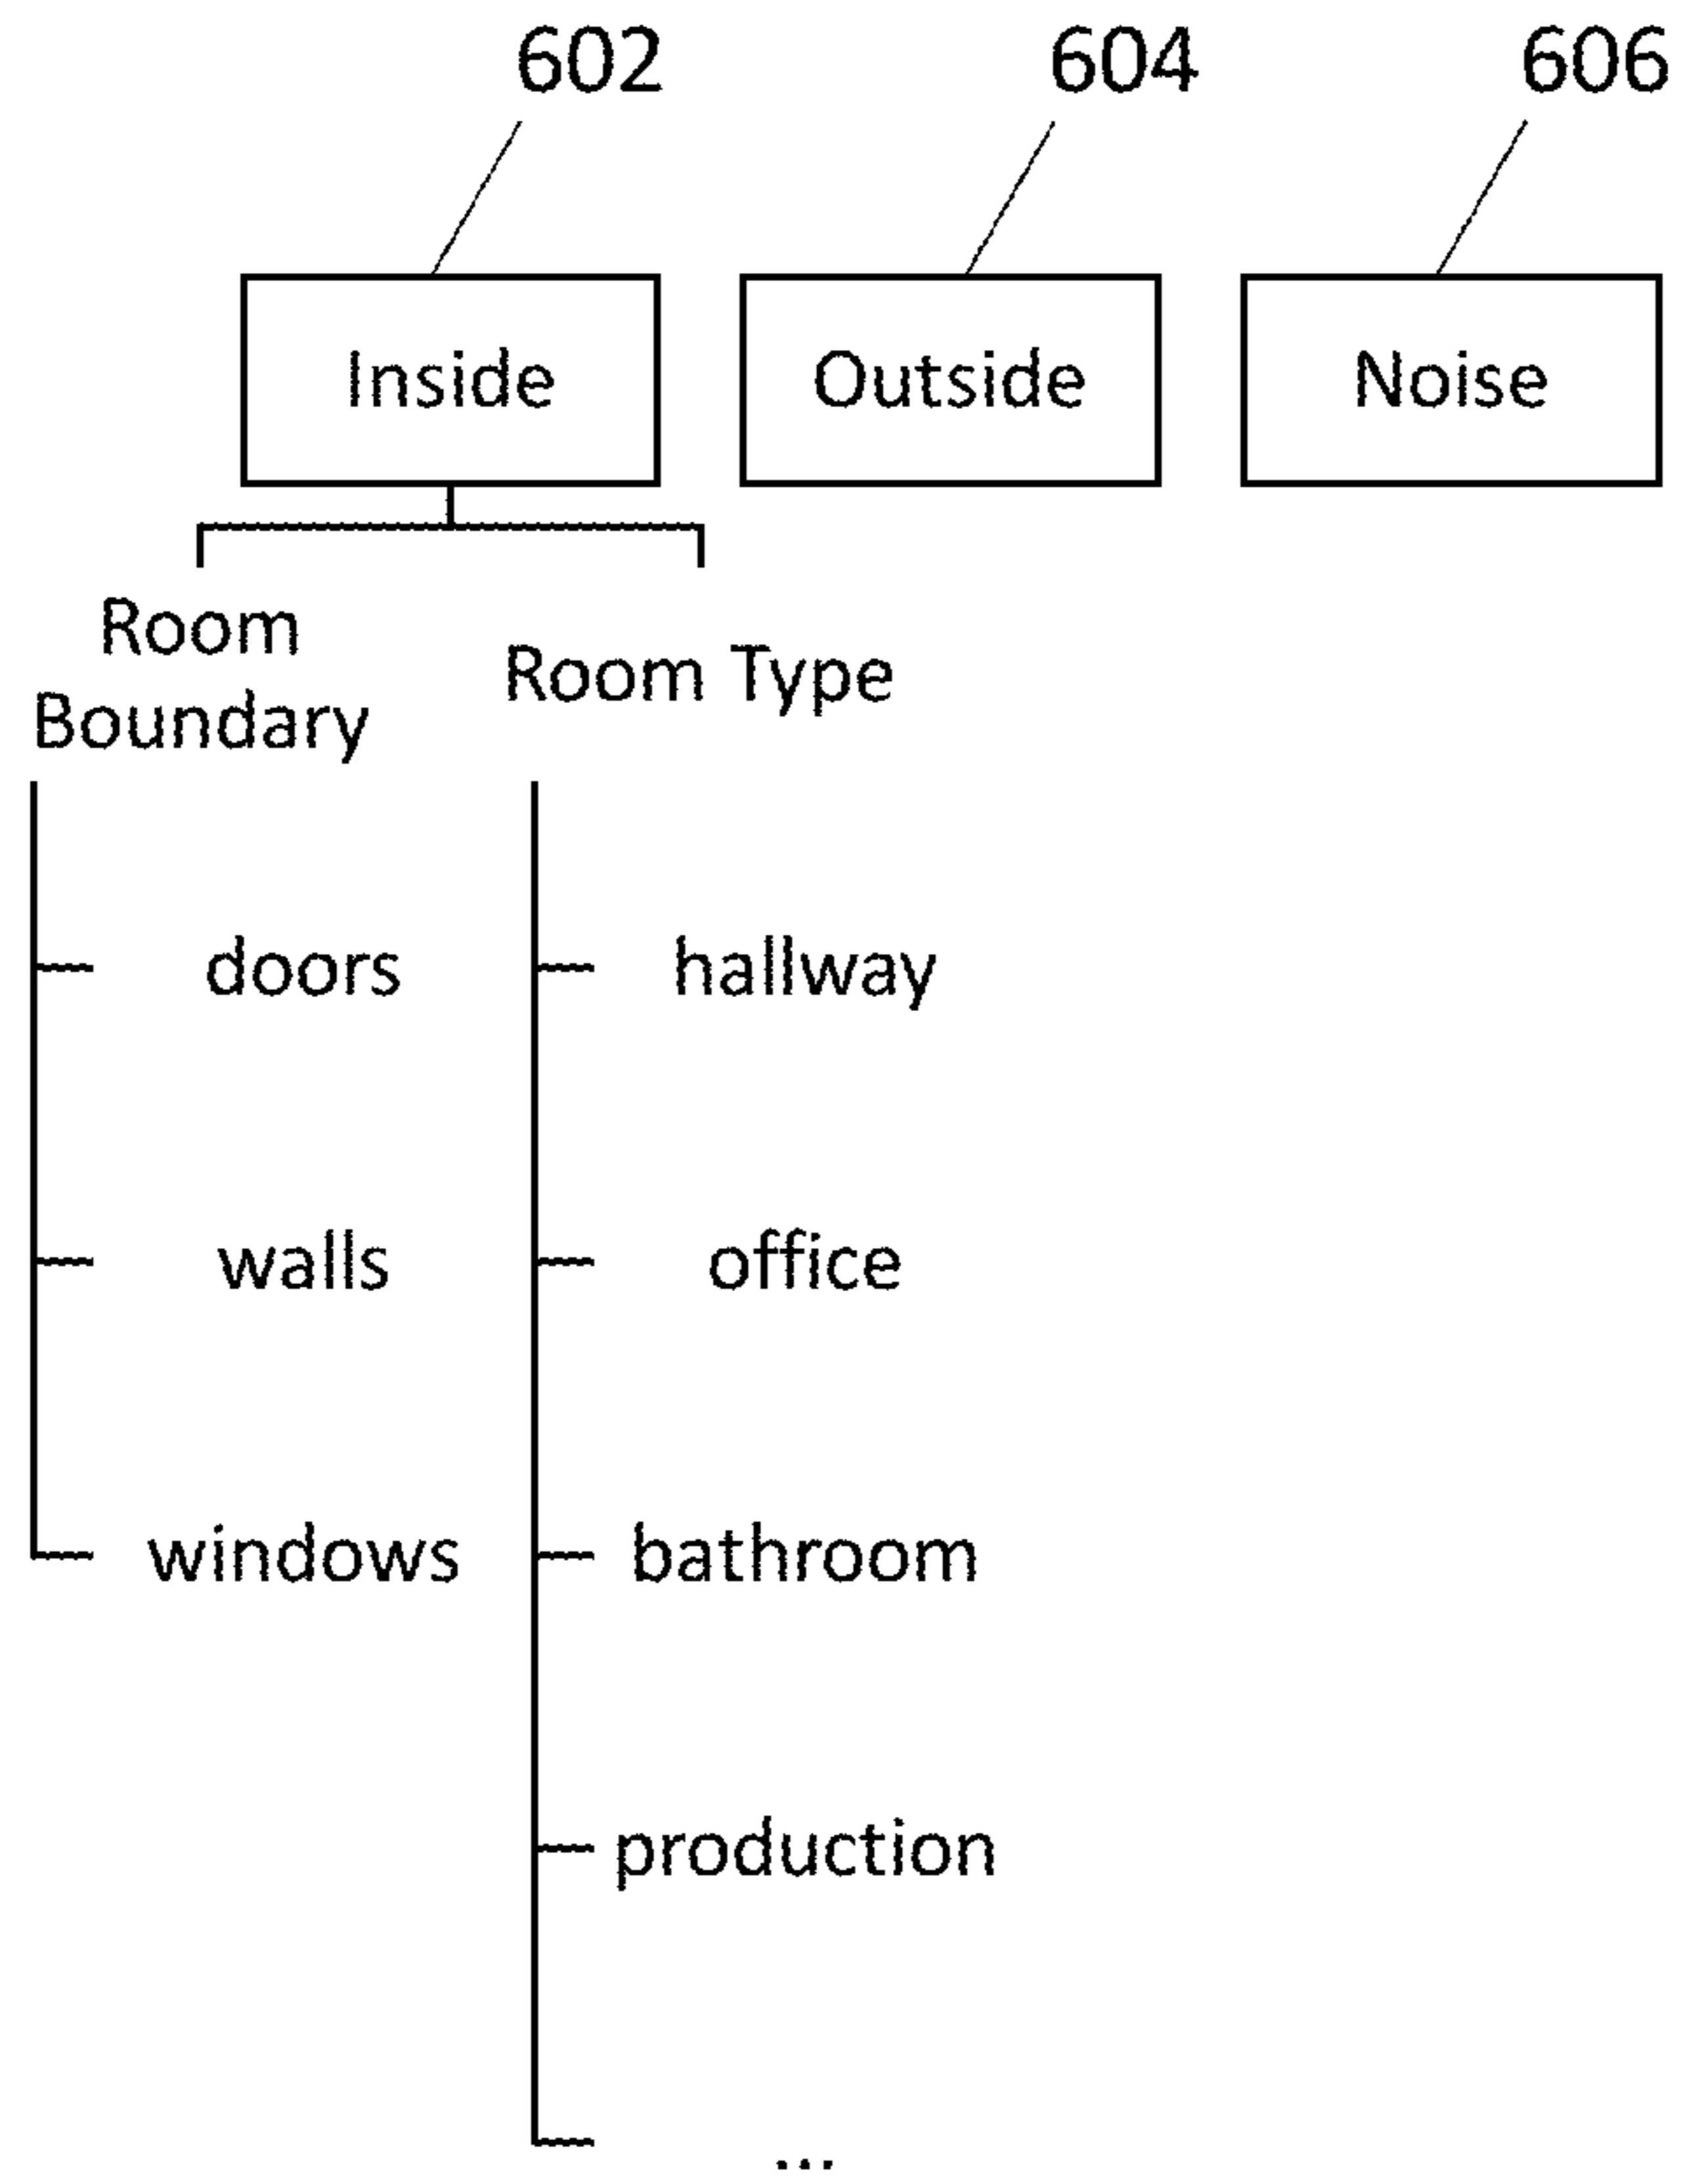 602 604 606
Inside Outside Noise
Room
Boundary
Room Type
doors hallway
walls office
windows bathroom
production
...